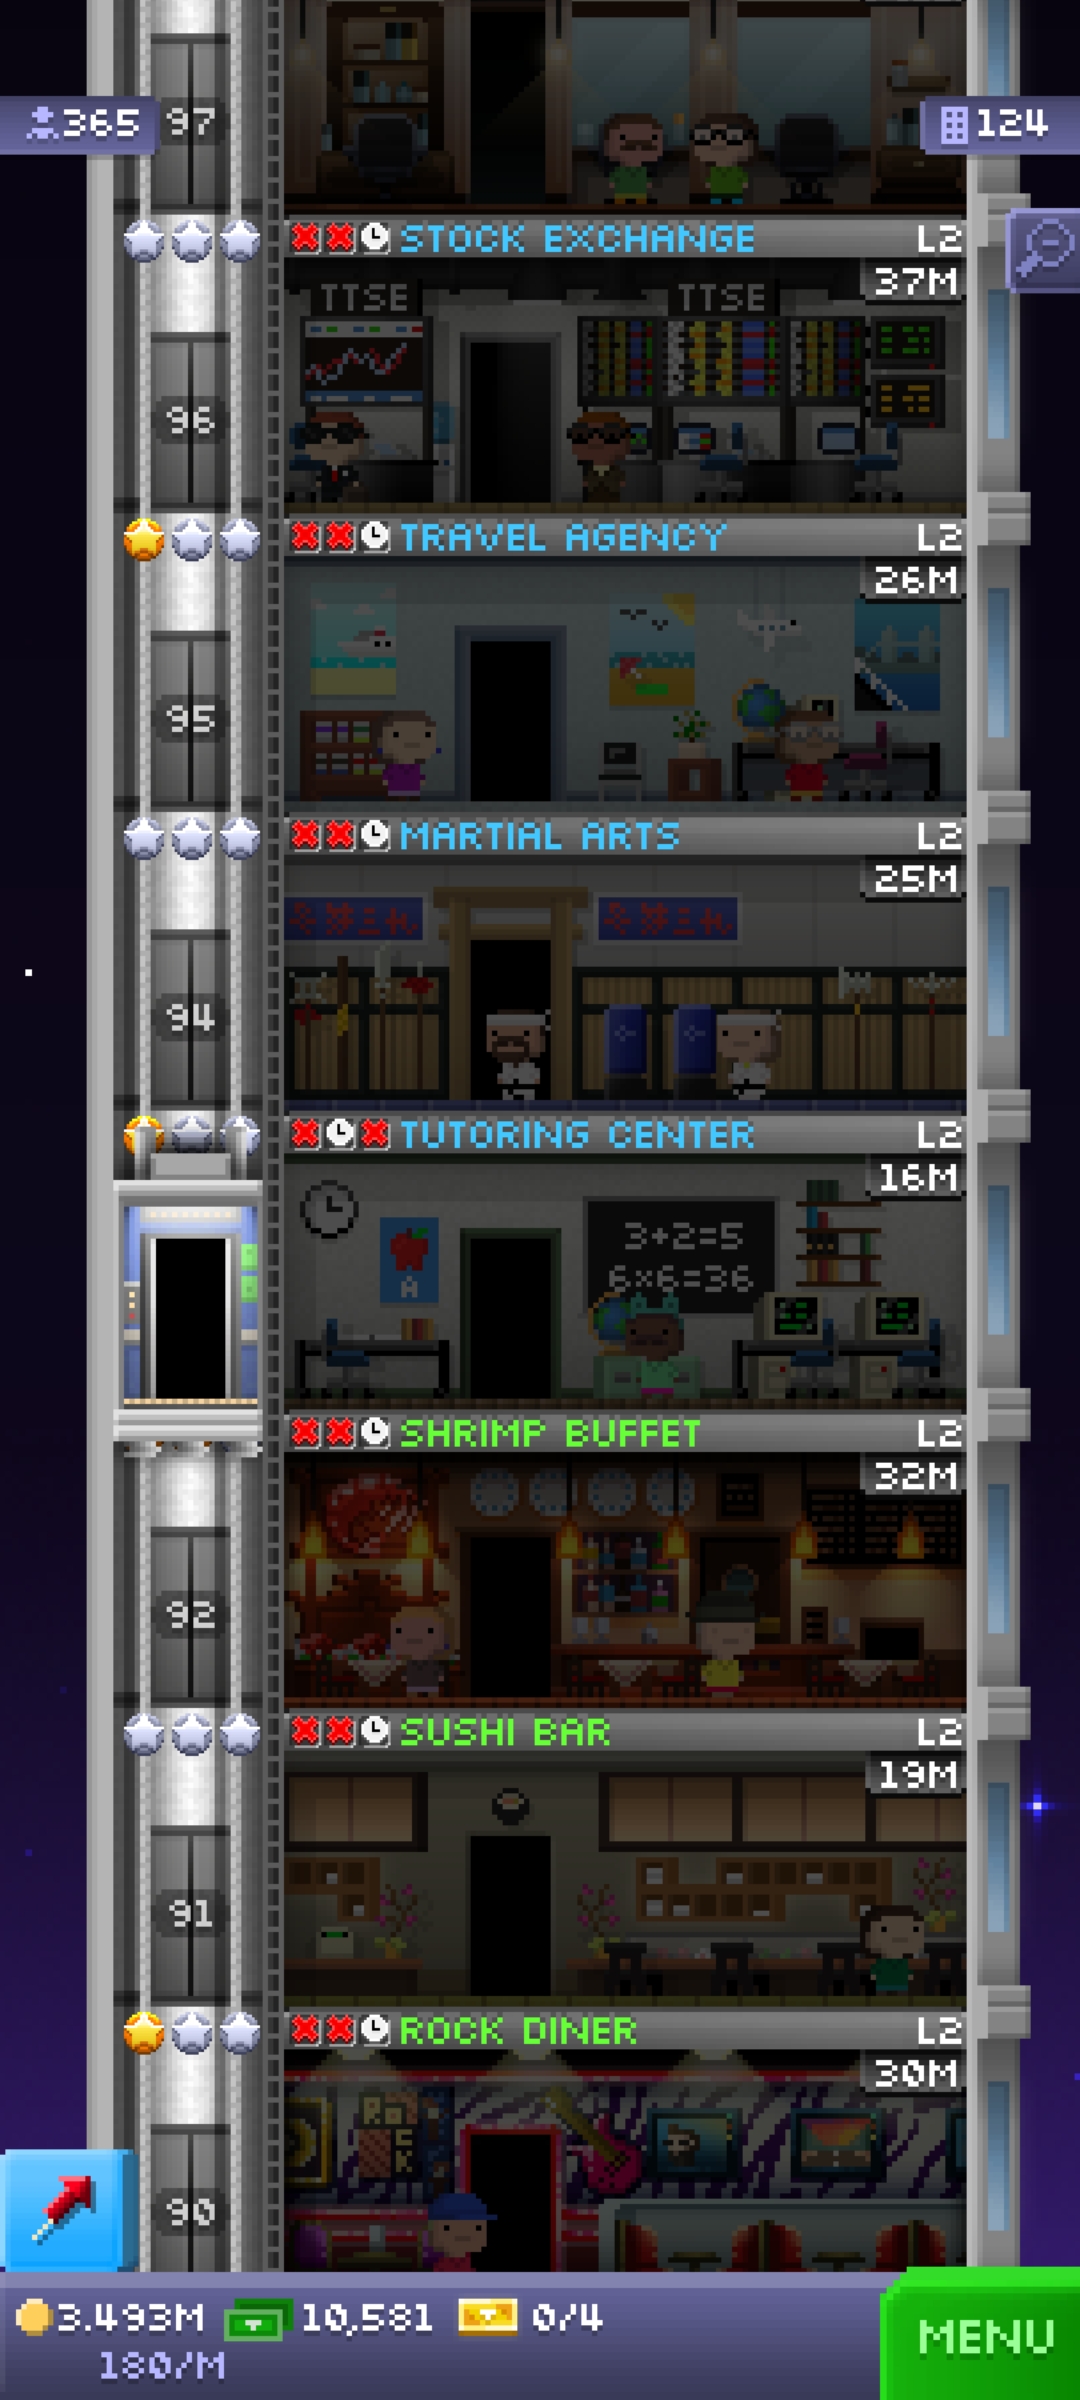 365
97
124
STOCK EXCHANGE L2
37M
TTSE TTSE
96
TRAVEL AGENCY L2
26M
95
MARTIAL ARTS L2
25M
94
TUTORING CENTER L2
16M
3+2=5
6x6=36
A
SHRIMP BUFFET L2
32M
92
SUSHI BAR L2
19M
91
ROCK DINER L2
30M
ROCK
90
3.493M 10,581 0/4
180/M
MENU